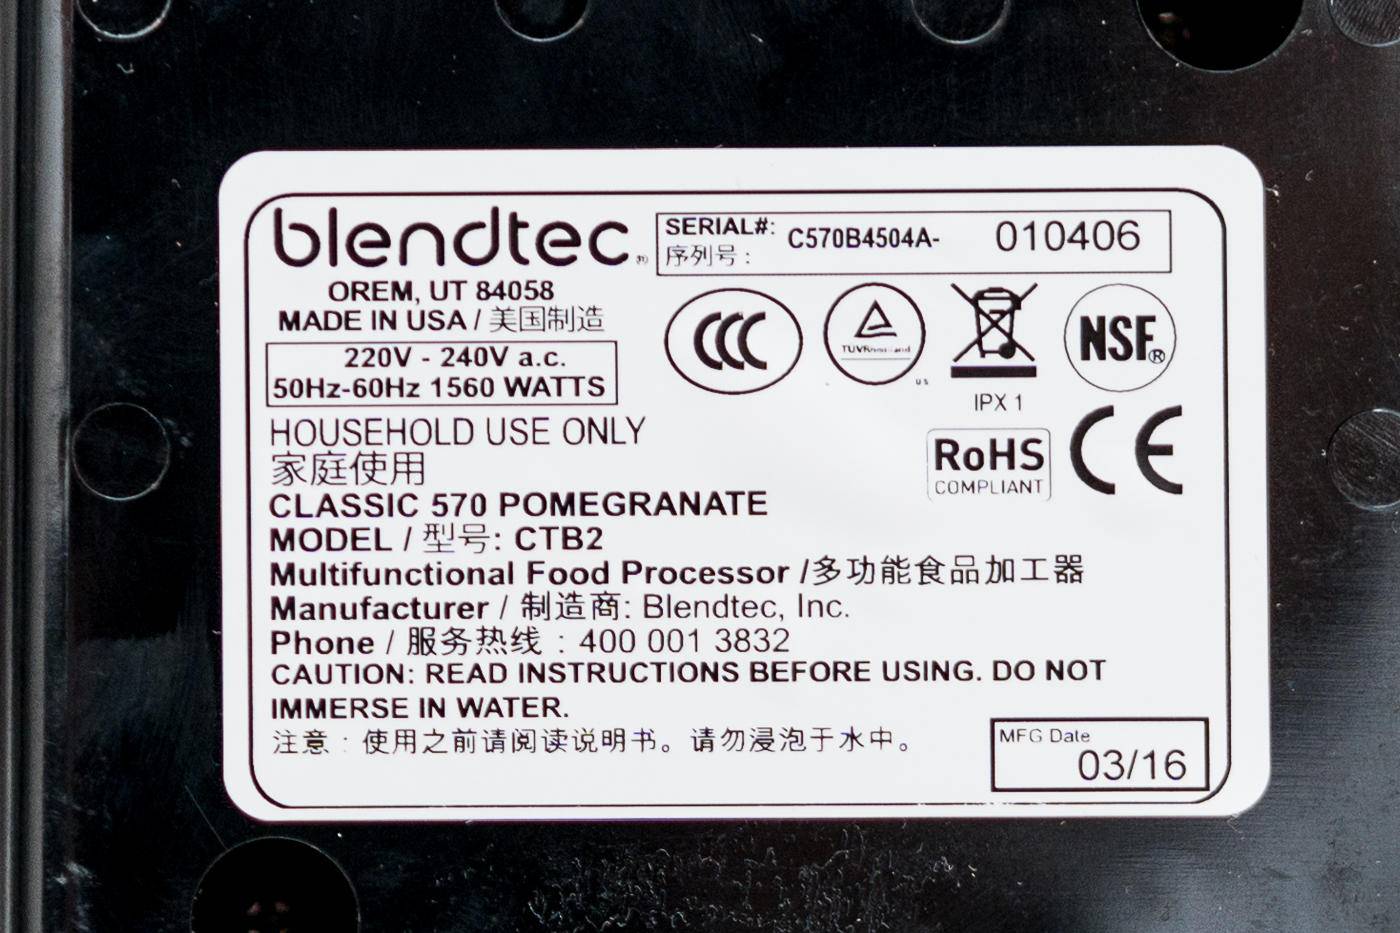 blendtec®
SERIAL#: C570B4504A- 010406
序列号：
OREM, UT 84058
MADE IN USA / 美国制造
220V - 240V a.c.
50Hz-60Hz 1560 WATTS
CCC
TUVRheinland
US
NSF®
IPX 1
RoHS
COMPLIANT
CE
HOUSEHOLD USE ONLY
家庭使用
CLASSIC 570 POMEGRANATE
MODEL / 型号: CTB2
Multifunctional Food Processor /多功能食品加工器
Manufacturer / 制造商: Blendtec, Inc.
Phone / 服务热线：400 001 3832
CAUTION: READ INSTRUCTIONS BEFORE USING. DO NOT
IMMERSE IN WATER.
注意：使用之前请阅读说明书。请勿浸泡于水中。
MFG Date
03/16